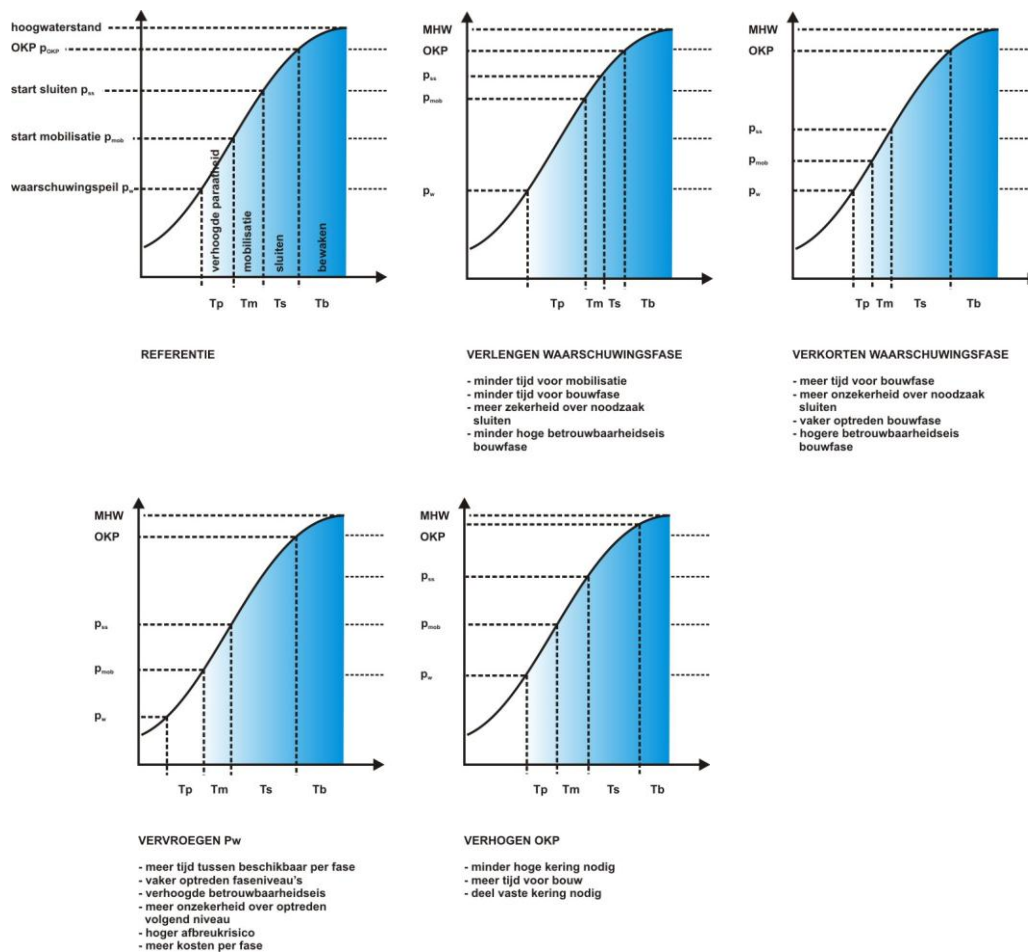 hoogwaterstand
OKP pOKP
start sluiten pss
start mobilisatie pmob
waarschuwingspeil pw
verhoogde paraatheid
mobilisatie
sluiten
bewaken
Tp Tm Ts Tb
REFERENTIE
MHW
OKP
pss
pmob
pw
Tp Tm Ts Tb
VERLENGEN WAARSCHUWINGSFASE
- minder tijd voor mobilisatie
- minder tijd voor bouwfase
- meer zekerheid over noodzaak
sluiten
- minder hoge betrouwbaarheidseis
bouwfase
MHW
OKP
pss
pmob
pw
Tp Tm Ts Tb
VERKORTEN WAARSCHUWINGSFASE
- meer tijd voor bouwfase
- meer onzekerheid over noodzaak
sluiten
- vaker optreden bouwfase
- hogere betrouwbaarheidseis
bouwfase
MHW
OKP
pss
pmob
pw
Tp Tm Ts Tb
VERVROEGEN Pw
- meer tijd tussen beschikbaar per fase
- vaker optreden faseniveau's
- verhoogde betrouwbaarheidseis
- meer onzekerheid over optreden
volgend niveau
- hoger afbreukrisico
- meer kosten per fase
MHW
OKP
pss
pmob
pw
Tp Tm Ts Tb
VERHOGEN OKP
- minder hoge kering nodig
- meer tijd voor bouw
- deel vaste kering nodig